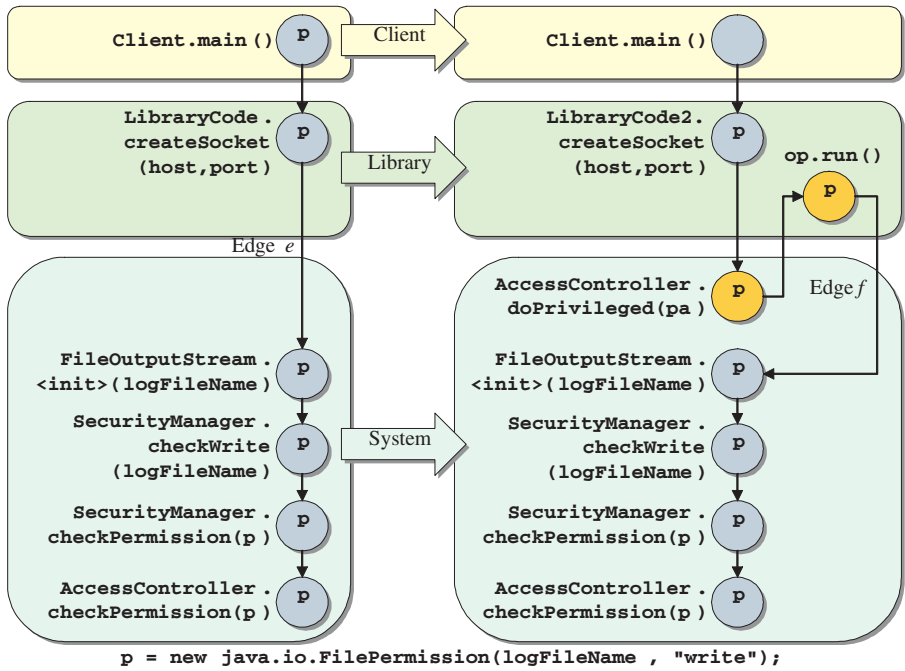 Client.main()
p
Client
Client.main()
LibraryCode.
createSocket
(host,port)
p
Library
LibraryCode2.
createSocket
(host,port)
p
op.run()
p
Edge e
AccessController.
doPrivileged(pa)
p
Edge f
FileOutputStream.
<init>(logFileName)
p
SecurityManager.
checkWrite
(logFileName)
p
SecurityManager.
checkPermission(p)
p
AccessController.
checkPermission(p)
p
System
FileOutputStream.
<init>(logFileName)
p
SecurityManager.
checkWrite
(logFileName)
p
SecurityManager.
checkPermission(p)
p
AccessController.
checkPermission(p)
p
p = new java.io.FilePermission(logFileName , "write");